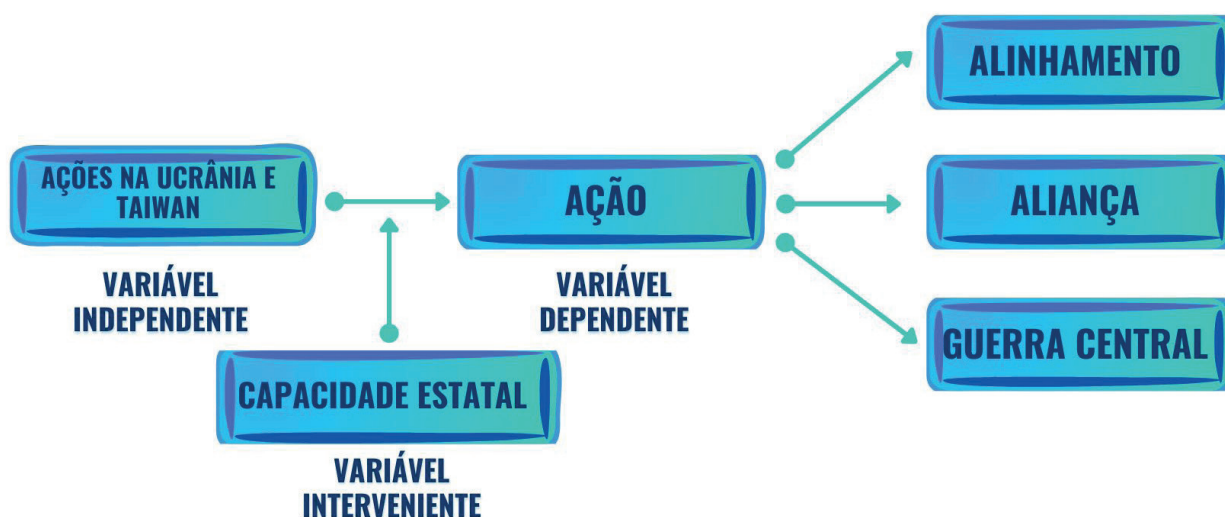 AÇÕES NA UCRÂNIA E
TAIWAN
VARIÁVEL
INDEPENDENTE
CAPACIDADE ESTATAL
VARIÁVEL
INTERVENIENTE
AÇÃO
VARIÁVEL
DEPENDENTE
ALINHAMENTO
ALIANÇA
GUERRA CENTRAL